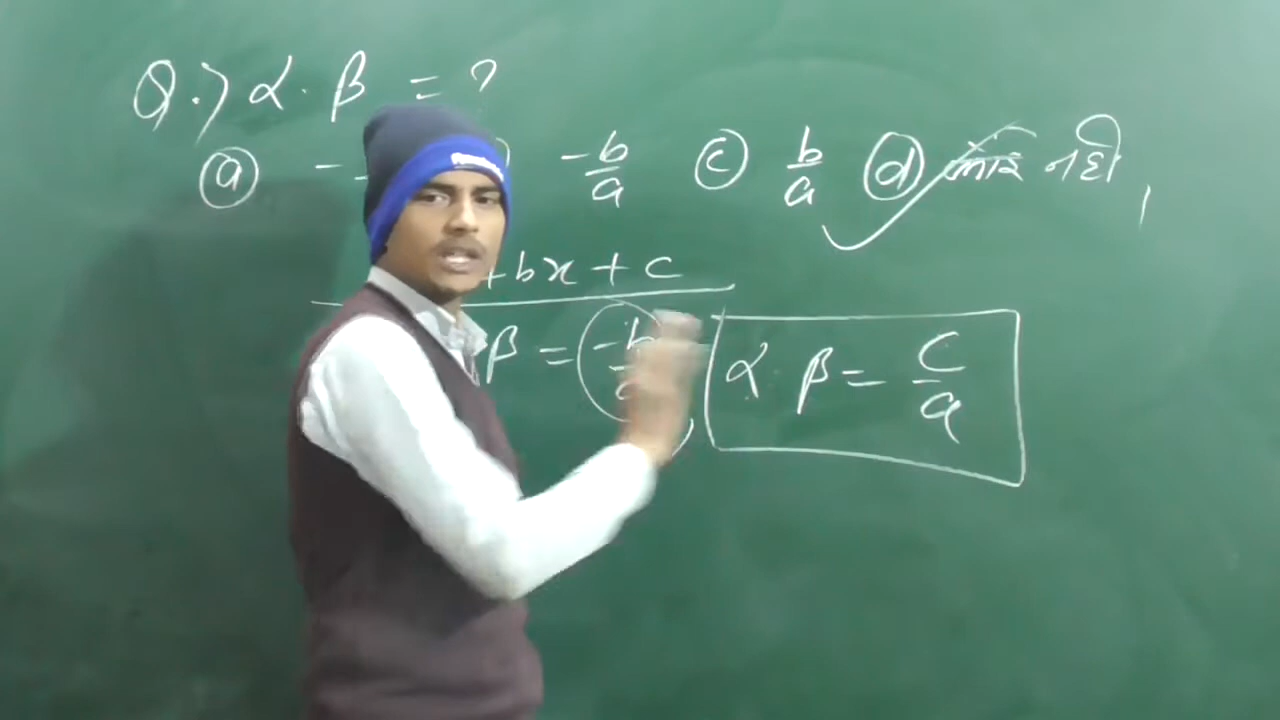 Q.> α. β = ?
(a) - -b/a (c) b/a (d) नही
+bx + c
β = -b α. β = c/a